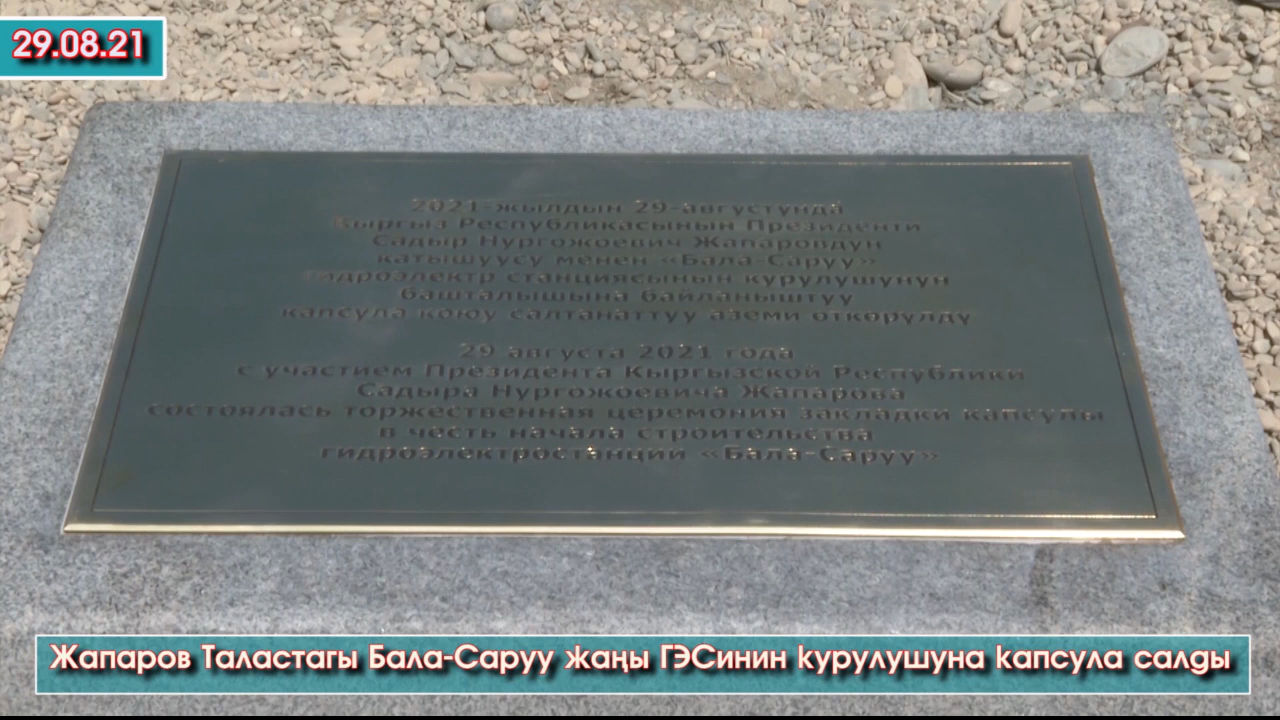 29.08.21
2021-жылдын 29-августунда
Кыргыз Республикасынын Президенти
Садыр Нургожоевич Жапаровдун
катышуусу менен «Бала-Саруу»
гидроэлектр станциясынын курулушунун
башталышына байланыштуу
капсула коюу салтанаттуу аземи өткөрүлдү
29 августа 2021 года
с участием Президента Кыргызской Республики
Садыра Нургожоевича Жапарова
состоялась торжественная церемония закладки капсулы
в честь начала строительства
гидроэлектростанции «Бала-Саруу»
Жапаров Таластагы Бала-Саруу жаңы ГЭСинин курулушуна капсула салды